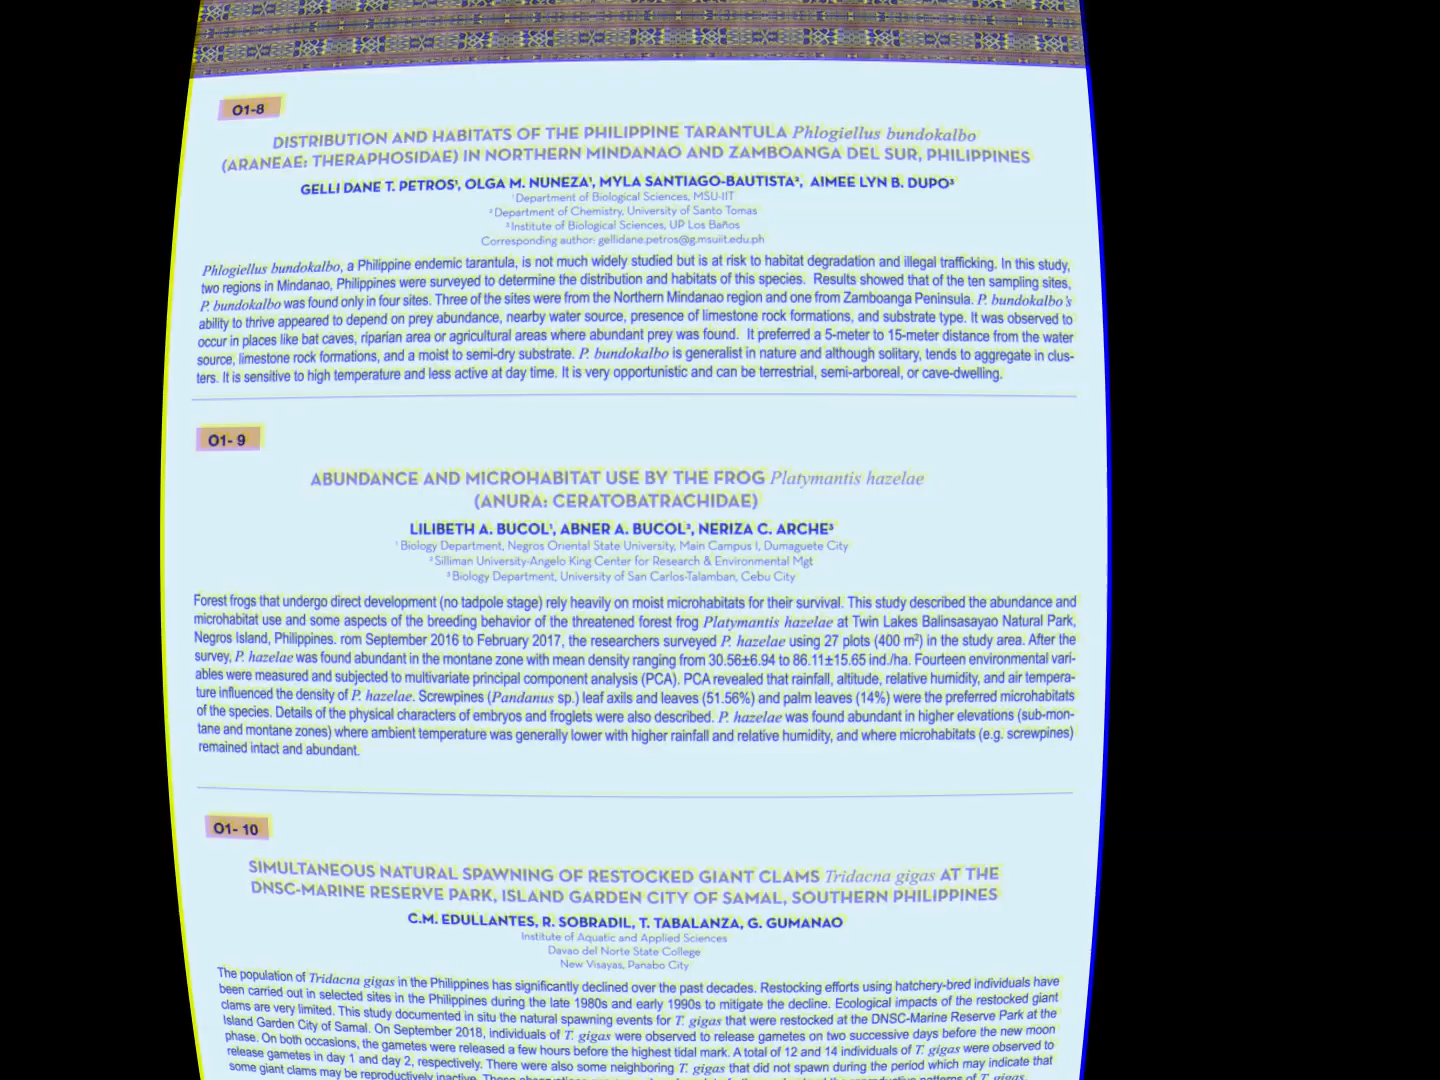 O1-8
DISTRIBUTION AND HABITATS OF THE PHILIPPINE TARANTULA Phlogiellus bundokalbo
(ARANEAE: THERAPHOSIDAE) IN NORTHERN MINDANAO AND ZAMBOANGA DEL SUR, PHILIPPINES
GELLI DANE T. PETROS¹, OLGA M. NUNEZA¹, MYLA SANTIAGO-BAUTISTA², AIMEE LYN B. DUPO³
¹Department of Biological Sciences, MSU-IIT
²Department of Chemistry, University of Santo Tomas
³Institute of Biological Sciences, UP Los Baños
Corresponding author: gellidane.petros@g.msuiit.edu.ph
Phlogiellus bundokalbo, a Philippine endemic tarantula, is not much widely studied but is at risk to habitat degradation and illegal trafficking. In this study,
two regions in Mindanao, Philippines were surveyed to determine the distribution and habitats of this species. Results showed that of the ten sampling sites,
P. bundokalbo was found only in four sites. Three of the sites were from the Northern Mindanao region and one from Zamboanga Peninsula. P. bundokalbo's
ability to thrive appeared to depend on prey abundance, nearby water source, presence of limestone rock formations, and substrate type. It was observed to
occur in places like bat caves, riparian area or agricultural areas where abundant prey was found. It preferred a 5-meter to 15-meter distance from the water
source, limestone rock formations, and a moist to semi-dry substrate. P. bundokalbo is generalist in nature and although solitary, tends to aggregate in clus-
ters. It is sensitive to high temperature and less active at day time. It is very opportunistic and can be terrestrial, semi-arboreal, or cave-dwelling.
O1- 9
ABUNDANCE AND MICROHABITAT USE BY THE FROG Platymantis hazelae
(ANURA: CERATOBATRACHIDAE)
LILIBETH A. BUCOL¹, ABNER A. BUCOL², NERIZA C. ARCHE³
¹Biology Department, Negros Oriental State University, Main Campus I, Dumaguete City
²Silliman University-Angelo King Center for Research & Environmental Mgt
³Biology Department, University of San Carlos-Talamban, Cebu City
Forest frogs that undergo direct development (no tadpole stage) rely heavily on moist microhabitats for their survival. This study described the abundance and
microhabitat use and some aspects of the breeding behavior of the threatened forest frog Platymantis hazelae at Twin Lakes Balinsasayao Natural Park,
Negros Island, Philippines. rom September 2016 to February 2017, the researchers surveyed P. hazelae using 27 plots (400 m²) in the study area. After the
survey, P. hazelae was found abundant in the montane zone with mean density ranging from 30.56±6.94 to 86.11±15.65 ind./ha. Fourteen environmental vari-
ables were measured and subjected to multivariate principal component analysis (PCA). PCA revealed that rainfall, altitude, relative humidity, and air tempera-
ture influenced the density of P. hazelae. Screwpines (Pandanus sp.) leaf axils and leaves (51.56%) and palm leaves (14%) were the preferred microhabitats
of the species. Details of the physical characters of embryos and froglets were also described. P. hazelae was found abundant in higher elevations (sub-mon-
tane and montane zones) where ambient temperature was generally lower with higher rainfall and relative humidity, and where microhabitats (e.g. screwpines)
remained intact and abundant.
O1- 10
SIMULTANEOUS NATURAL SPAWNING OF RESTOCKED GIANT CLAMS Tridacna gigas AT THE
DNSC-MARINE RESERVE PARK, ISLAND GARDEN CITY OF SAMAL, SOUTHERN PHILIPPINES
C.M. EDULLANTES, R. SOBRADIL, T. TABALANZA, G. GUMANAO
Institute of Aquatic and Applied Sciences
Davao del Norte State College
New Visayas, Panabo City
The population of Tridacna gigas in the Philippines has significantly declined over the past decades. Restocking efforts using hatchery-bred individuals have
been carried out in selected sites in the Philippines during the late 1980s and early 1990s to mitigate the decline. Ecological impacts of the restocked giant
clams are very limited. This study documented in situ the natural spawning events for T. gigas that were restocked at the DNSC-Marine Reserve Park at the
Island Garden City of Samal. On September 2018, individuals of T. gigas were observed to release gametes on two successive days before the new moon
phase. On both occasions, the gametes were released a few hours before the highest tidal mark. A total of 12 and 14 individuals of T. gigas were observed to
release gametes in day 1 and day 2, respectively. There were also some neighboring T. gigas that did not spawn during the period which may indicate that
some giant clams may be reproductively inactive. These